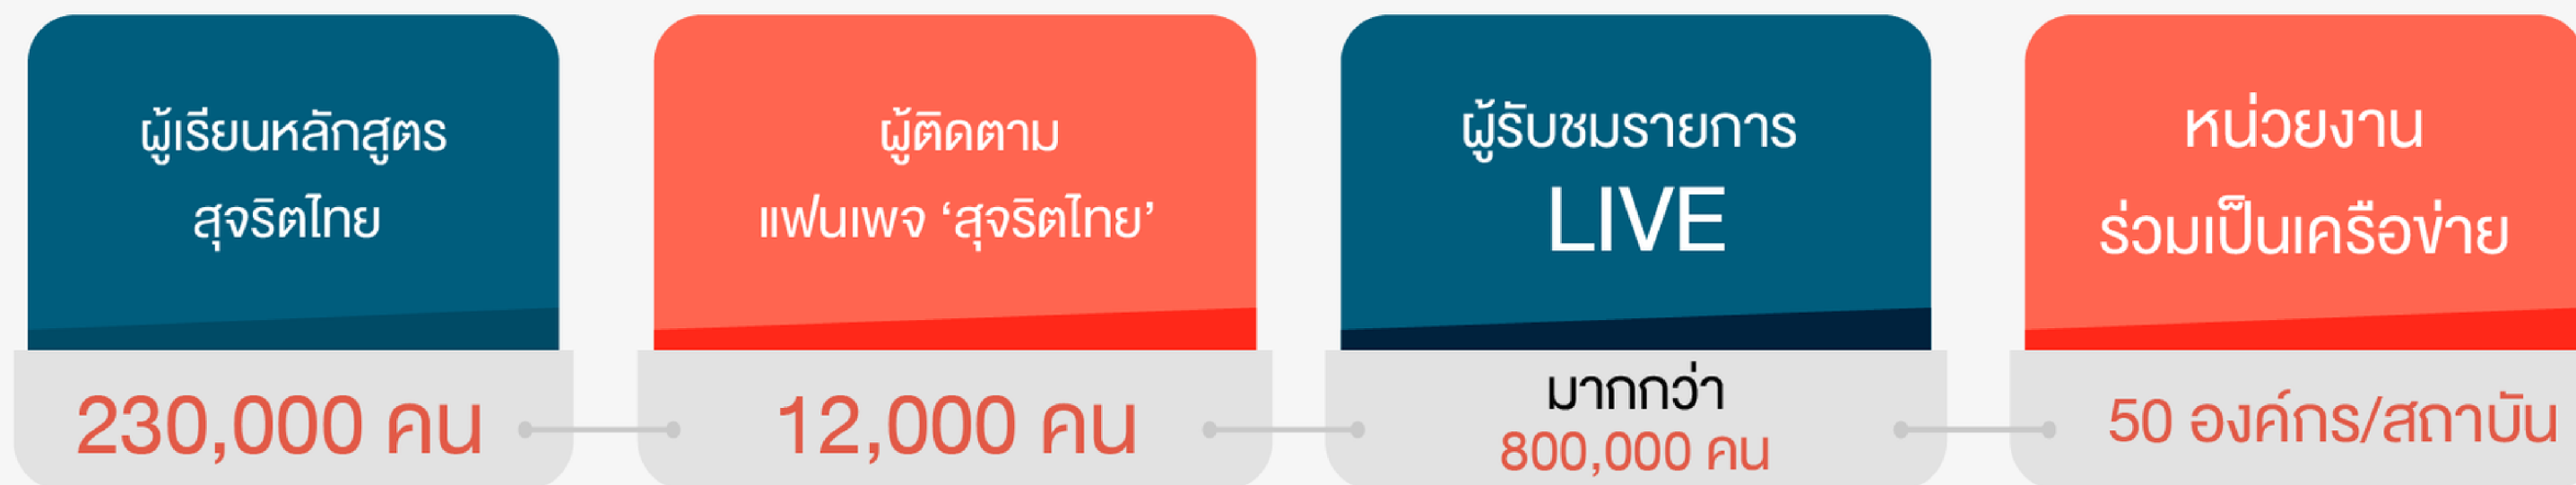 ผู้เรียนหลักสูตร
สุจริตไทย
230,000 คน
ผู้ติดตาม
แฟนเพจ ‘สุจริตไทย’
12,000 คน
ผู้รับชมรายการ
LIVE
มากกว่า
800,000 คน
หน่วยงาน
ร่วมเป็นเครือข่าย
50 องค์กร/สถาบัน